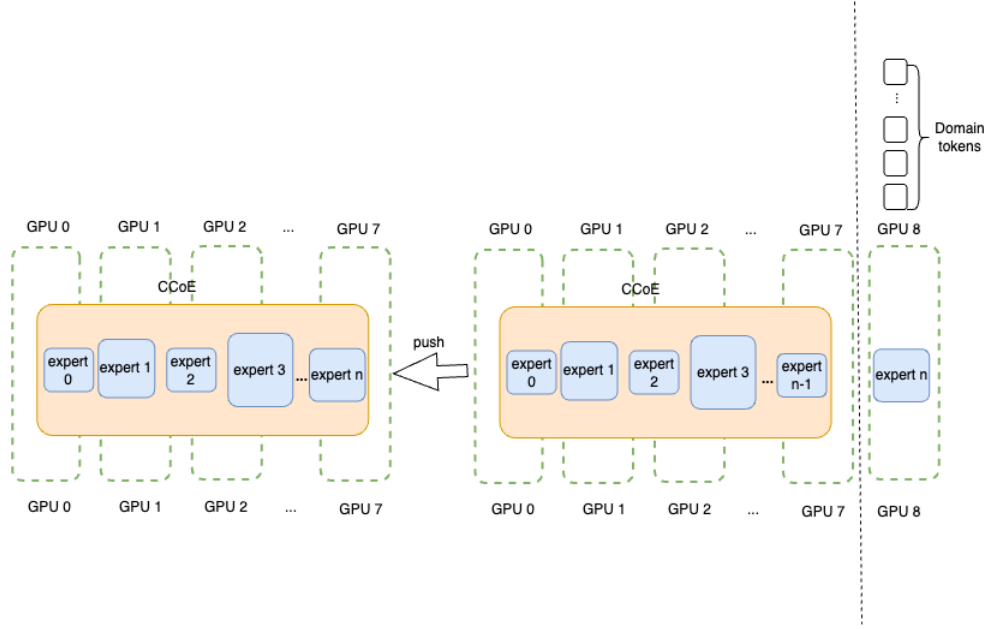 Domain
tokens
GPU 0
GPU 1
GPU 2
...
GPU 7
GPU 0
GPU 1
GPU 2
...
GPU 7
GPU 8
CCoE
expert
0
expert 1
expert
2
expert 3
...
expert n
push
CCoE
expert
0
expert 1
expert
2
expert 3
...
expert
n-1
expert n
GPU 0
GPU 1
GPU 2
...
GPU 7
GPU 0
GPU 1
GPU 2
...
GPU 7
GPU 8